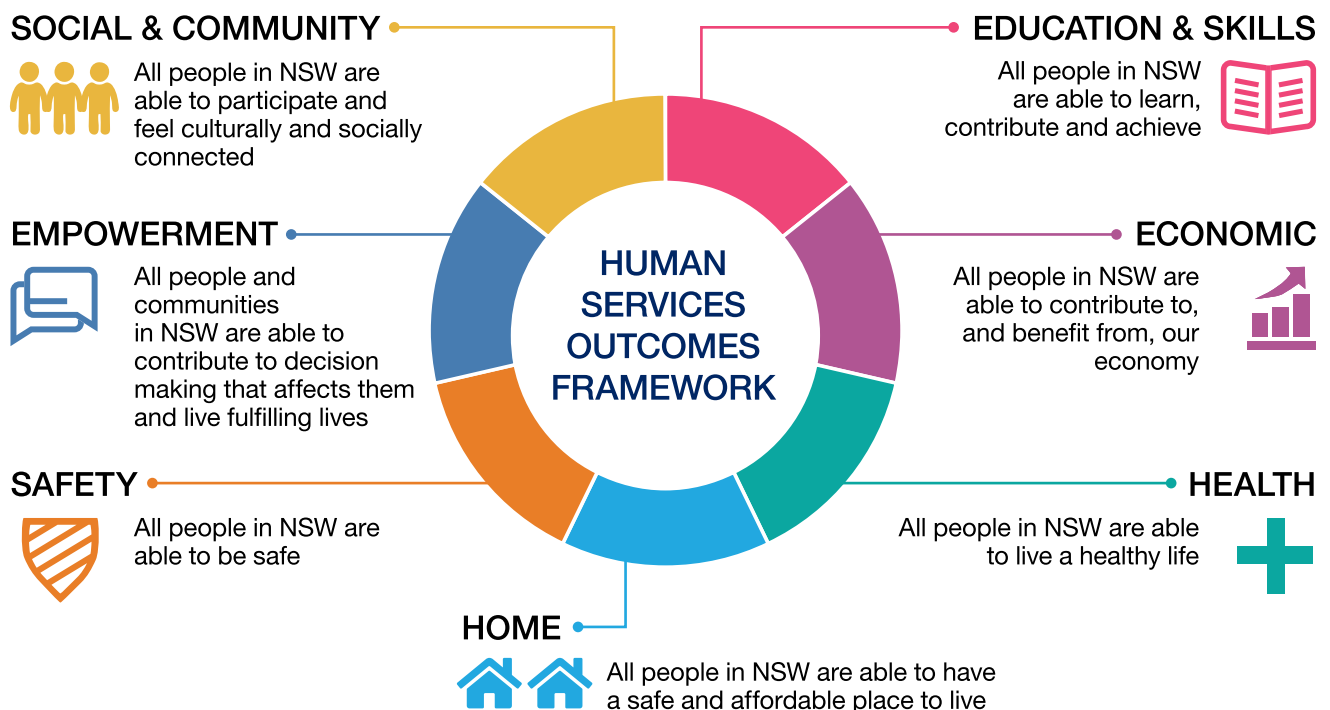 SOCIAL & COMMUNITY
All people in NSW are
able to participate and
feel culturally and socially
connected
EDUCATION & SKILLS
All people in NSW
are able to learn,
contribute and achieve
EMPOWERMENT
All people and
communities
in NSW are able to
contribute to decision
making that affects them
and live fulfilling lives
HUMAN
SERVICES
OUTCOMES
FRAMEWORK
ECONOMIC
All people in NSW are
able to contribute to,
and benefit from, our
economy
SAFETY
All people in NSW are
able to be safe
HEALTH
All people in NSW are able
to live a healthy life
HOME
All people in NSW are able to have
a safe and affordable place to live